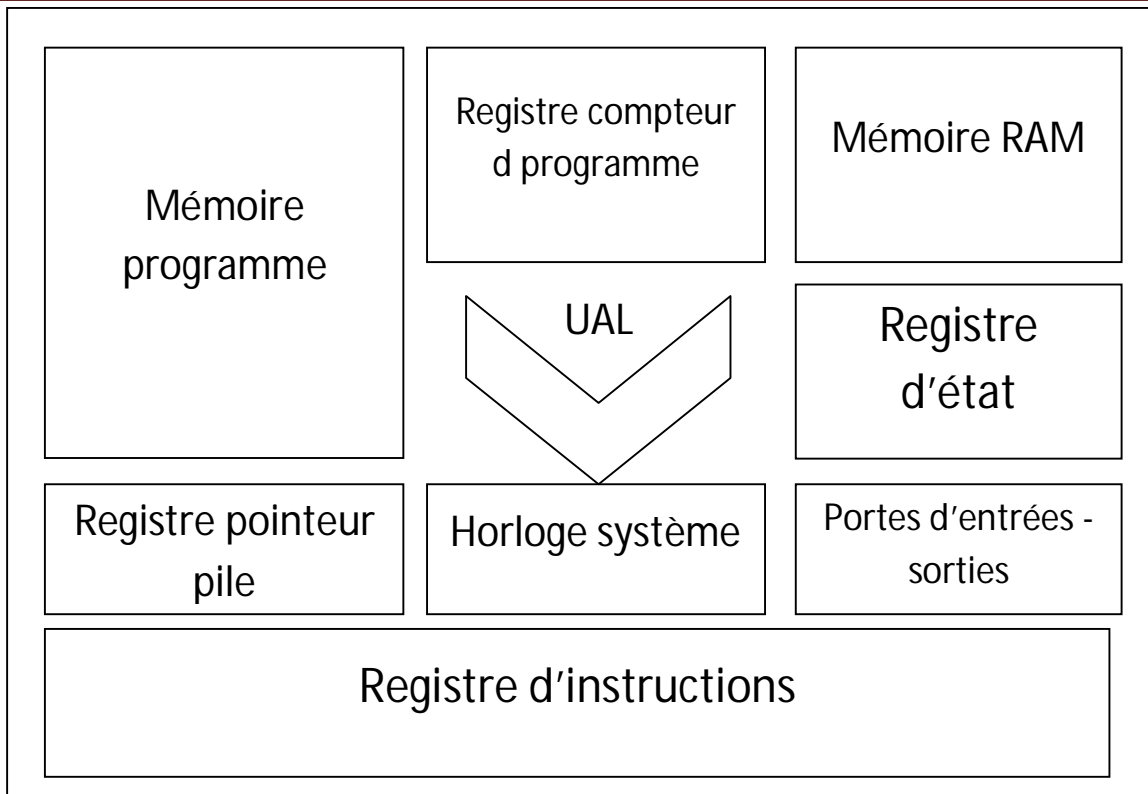 Mémoire
programme
Registre compteur
d programme
Mémoire RAM
UAL
Registre
d'état
Registre pointeur
pile
Horloge système
Portes d'entrées -
sorties
Registre d'instructions